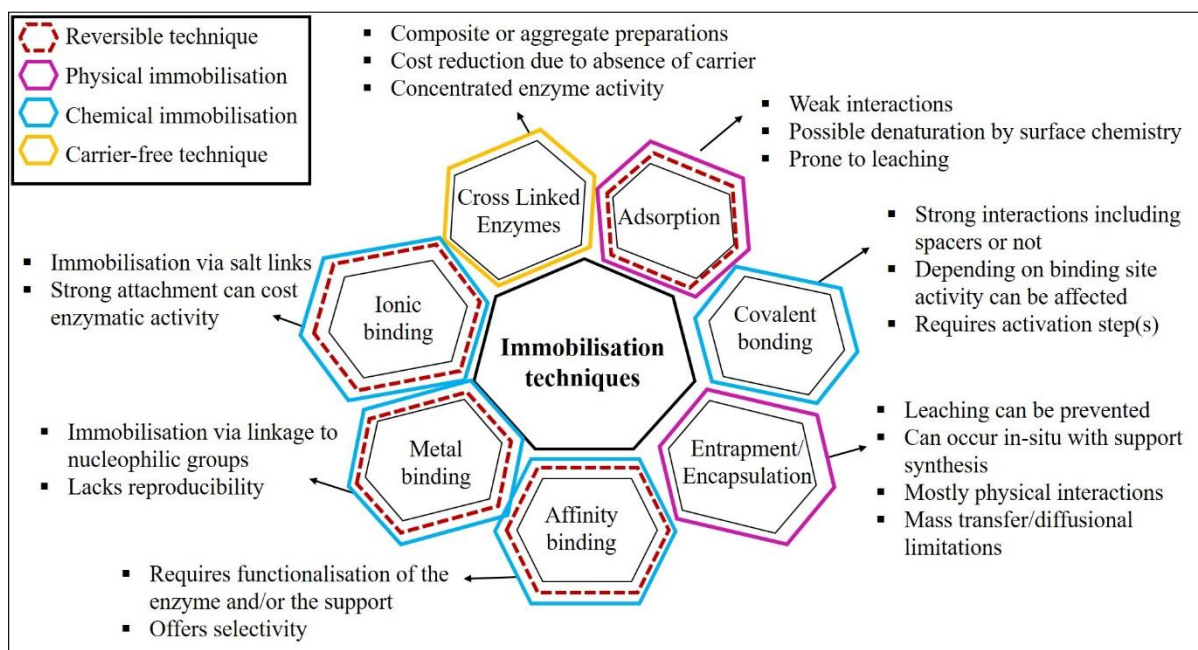 Reversible technique
Physical immobilisation
Chemical immobilisation
Carrier-free technique
▪ Composite or aggregate preparations
▪ Cost reduction due to absence of carrier
▪ Concentrated enzyme activity
▪ Weak interactions
▪ Possible denaturation by surface chemistry
▪ Prone to leaching
Cross Linked
Enzymes
Adsorption
▪ Strong interactions including
spacers or not
▪ Depending on binding site
activity can be affected
▪ Requires activation step(s)
▪ Immobilisation via salt links
▪ Strong attachment can cost
enzymatic activity
Ionic
binding
Covalent
bonding
Immobilisation
techniques
▪ Immobilisation via linkage to
nucleophilic groups
▪ Lacks reproducibility
Metal
binding
Entrapment/
Encapsulation
▪ Leaching can be prevented
▪ Can occur in-situ with support
synthesis
▪ Mostly physical interactions
▪ Mass transfer/diffusional
limitations
Affinity
binding
▪ Requires functionalisation of the
enzyme and/or the support
▪ Offers selectivity